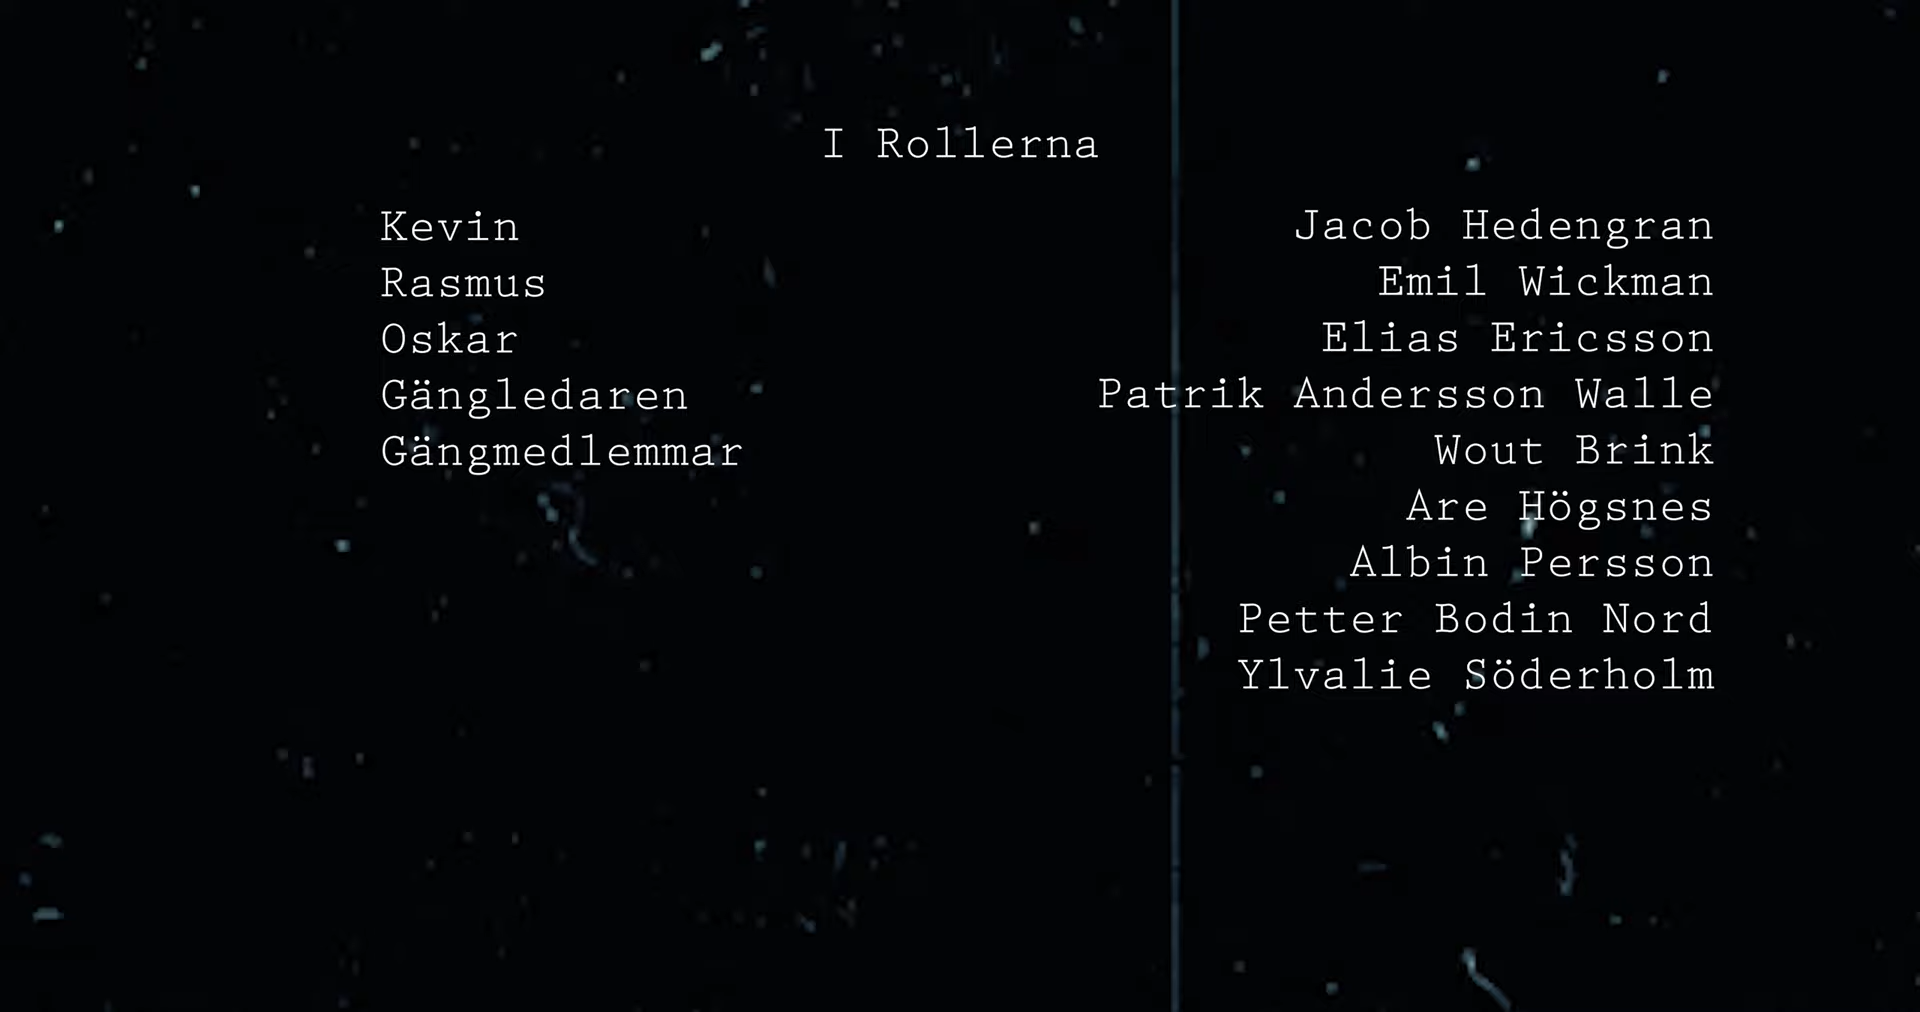 I Rollerna
Kevin Jacob Hedengran
Rasmus Emil Wickman
Oskar Elias Ericsson
Gängledaren Patrik Andersson Walle
Gängmedlemmar Wout Brink
Are Högsnes
Albin Persson
Petter Bodin Nord
Ylvalie Söderholm